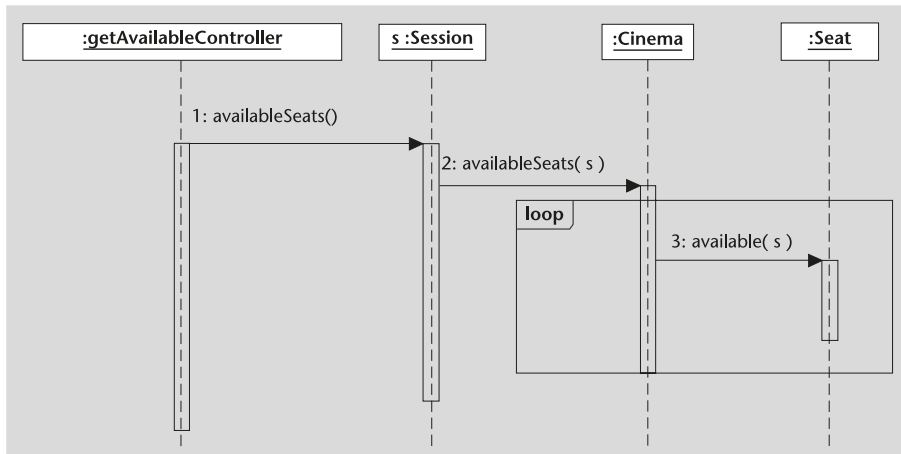 :getAvailableController
s :Session
:Cinema
:Seat
1: availableSeats()
2: availableSeats( s )
loop
3: available( s )